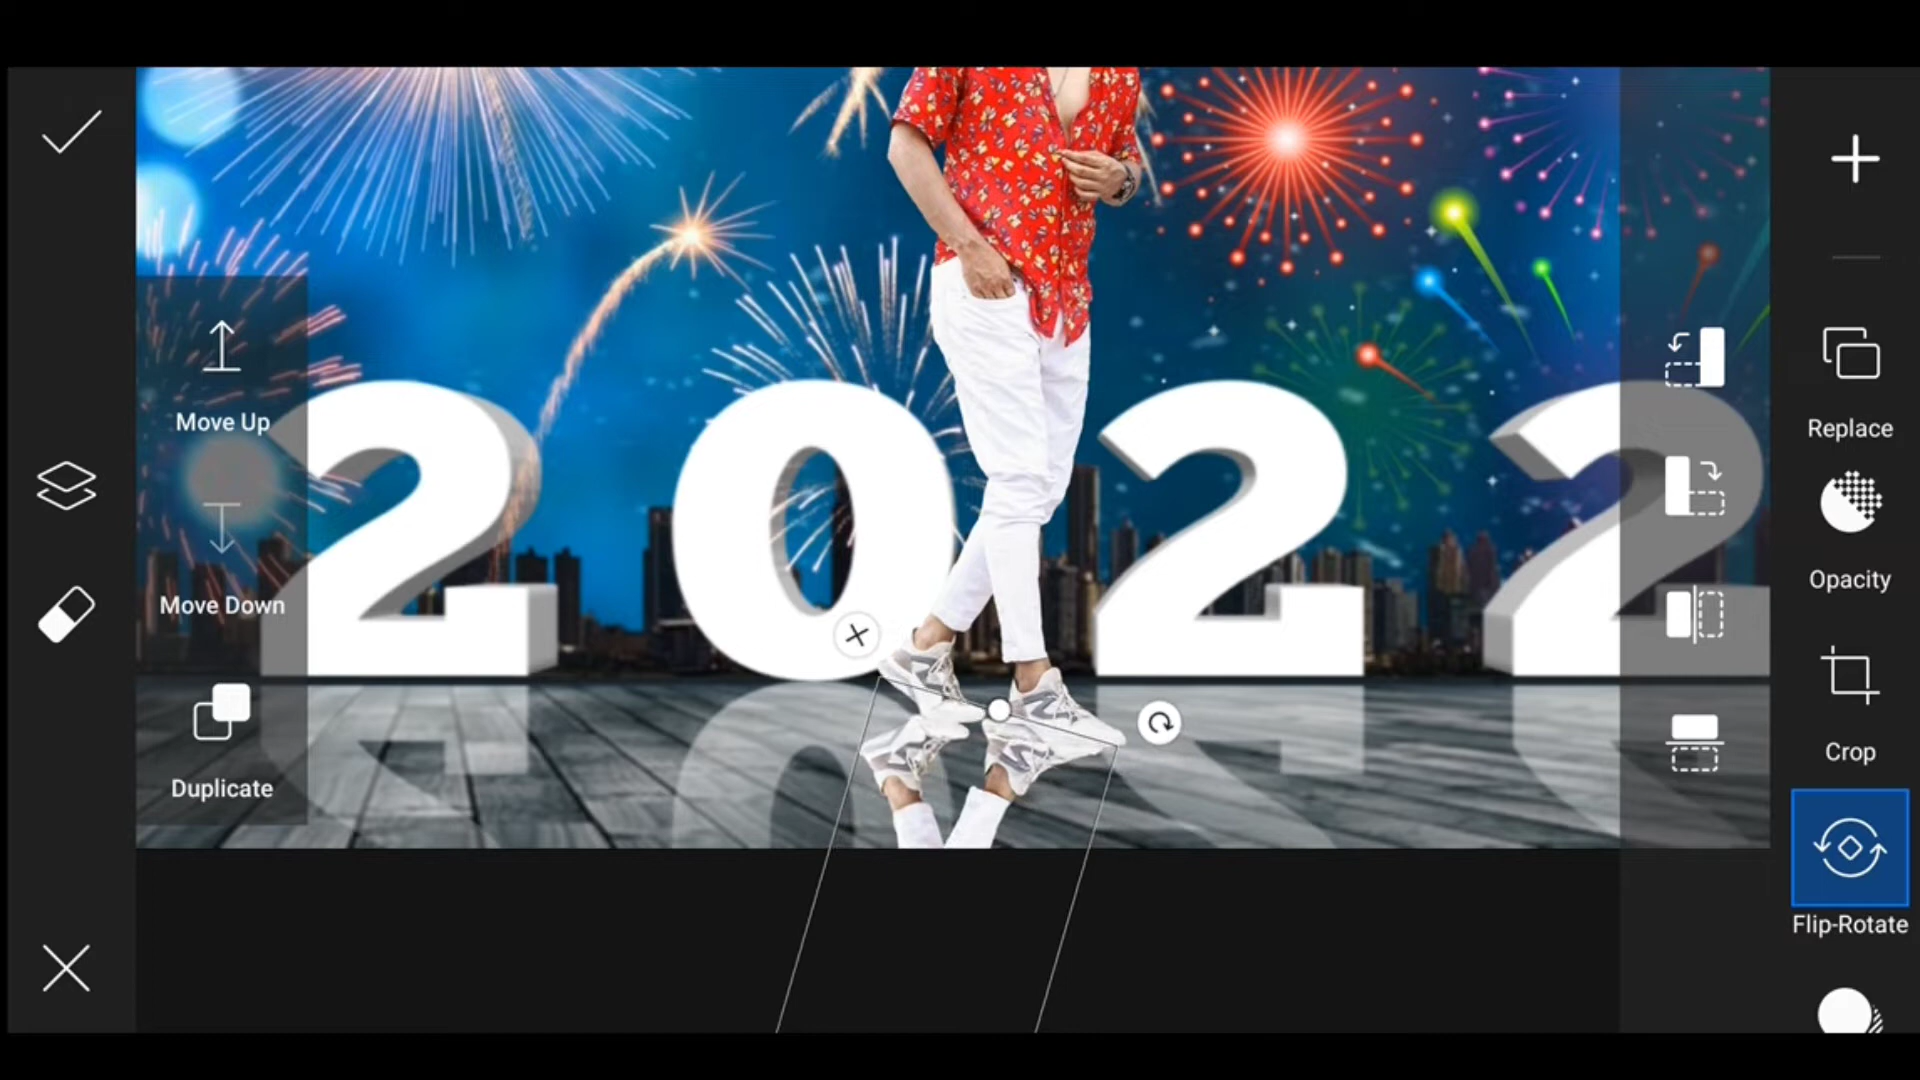 Move Up
Move Down
Duplicate
2022
Replace
Opacity
Crop
Flip-Rotate